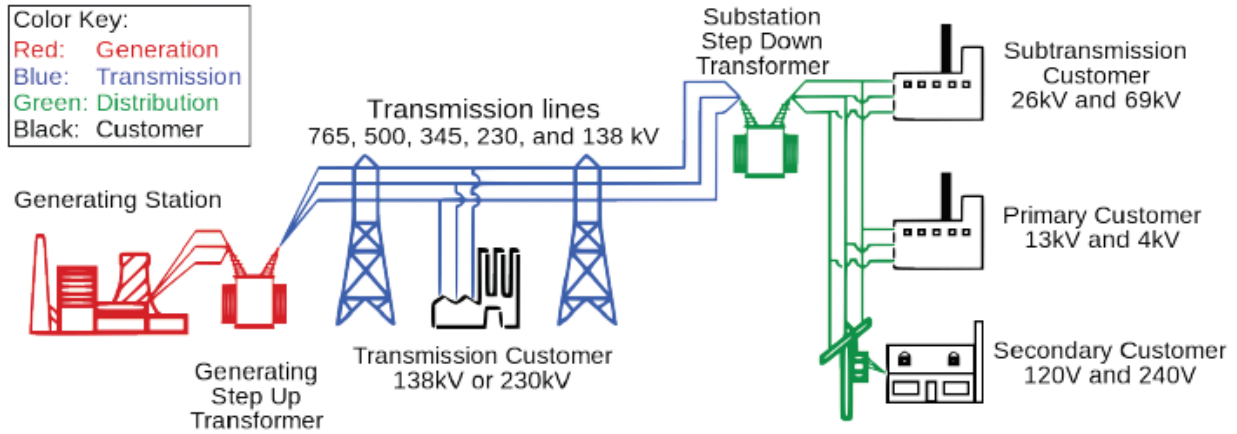 Color Key:
Red: Generation
Blue: Transmission
Green: Distribution
Black: Customer
Generating Station
Generating
Step Up
Transformer
Transmission lines
765, 500, 345, 230, and 138 kV
Transmission Customer
138kV or 230kV
Substation
Step Down
Transformer
Subtransmission
Customer
26kV and 69kV
Primary Customer
13kV and 4kV
Secondary Customer
120V and 240V